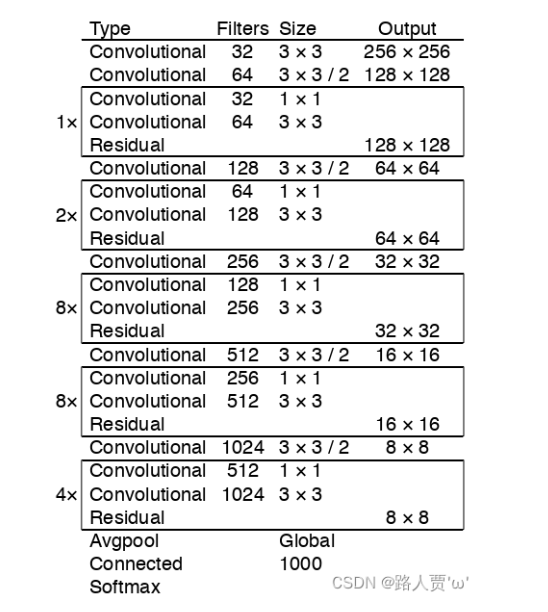 Type Filters Size Output
Convolutional 32 3 × 3 256 × 256
Convolutional 64 3 × 3 / 2 128 × 128
Convolutional 32 1 × 1
1× Convolutional 64 3 × 3
Residual 128 × 128
Convolutional 128 3 × 3 / 2 64 × 64
Convolutional 64 1 × 1
2× Convolutional 128 3 × 3
Residual 64 × 64
Convolutional 256 3 × 3 / 2 32 × 32
Convolutional 128 1 × 1
8× Convolutional 256 3 × 3
Residual 32 × 32
Convolutional 512 3 × 3 / 2 16 × 16
Convolutional 256 1 × 1
8× Convolutional 512 3 × 3
Residual 16 × 16
Convolutional 1024 3 × 3 / 2 8 × 8
Convolutional 512 1 × 1
4× Convolutional 1024 3 × 3
Residual 8 × 8
Avgpool Global
Connected 1000
Softmax
CSDN @路人贾'ω'